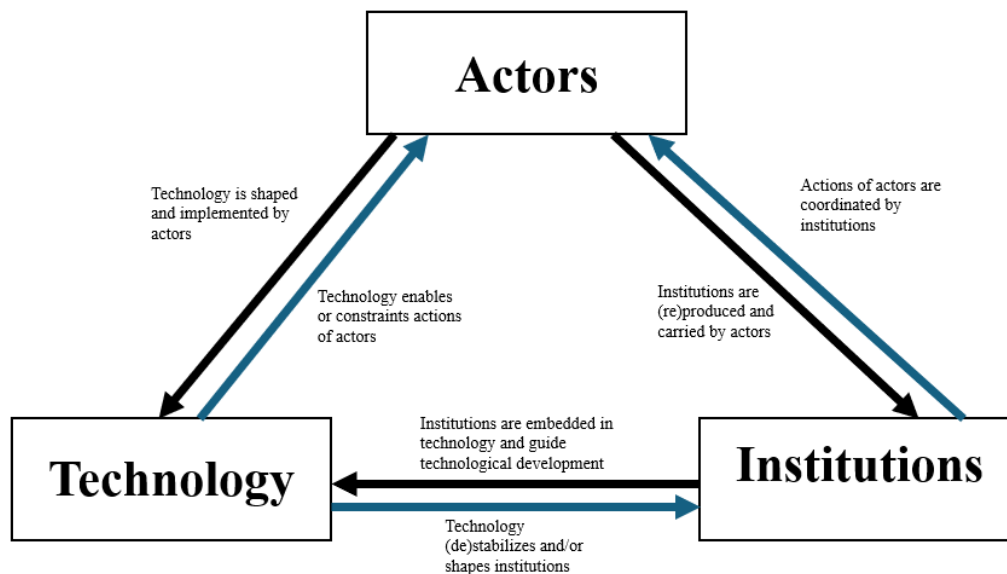 Actors
Technology is shaped
and implemented by
actors
Actions of actors are
coordinated by
institutions
Technology enables
or constraints actions
of actors
Institutions are
(re)produced and
carried by actors
Institutions are embedded in
technology and guide
technological development
Technology
Institutions
Technology
(de)stabilizes and/or
shapes institutions